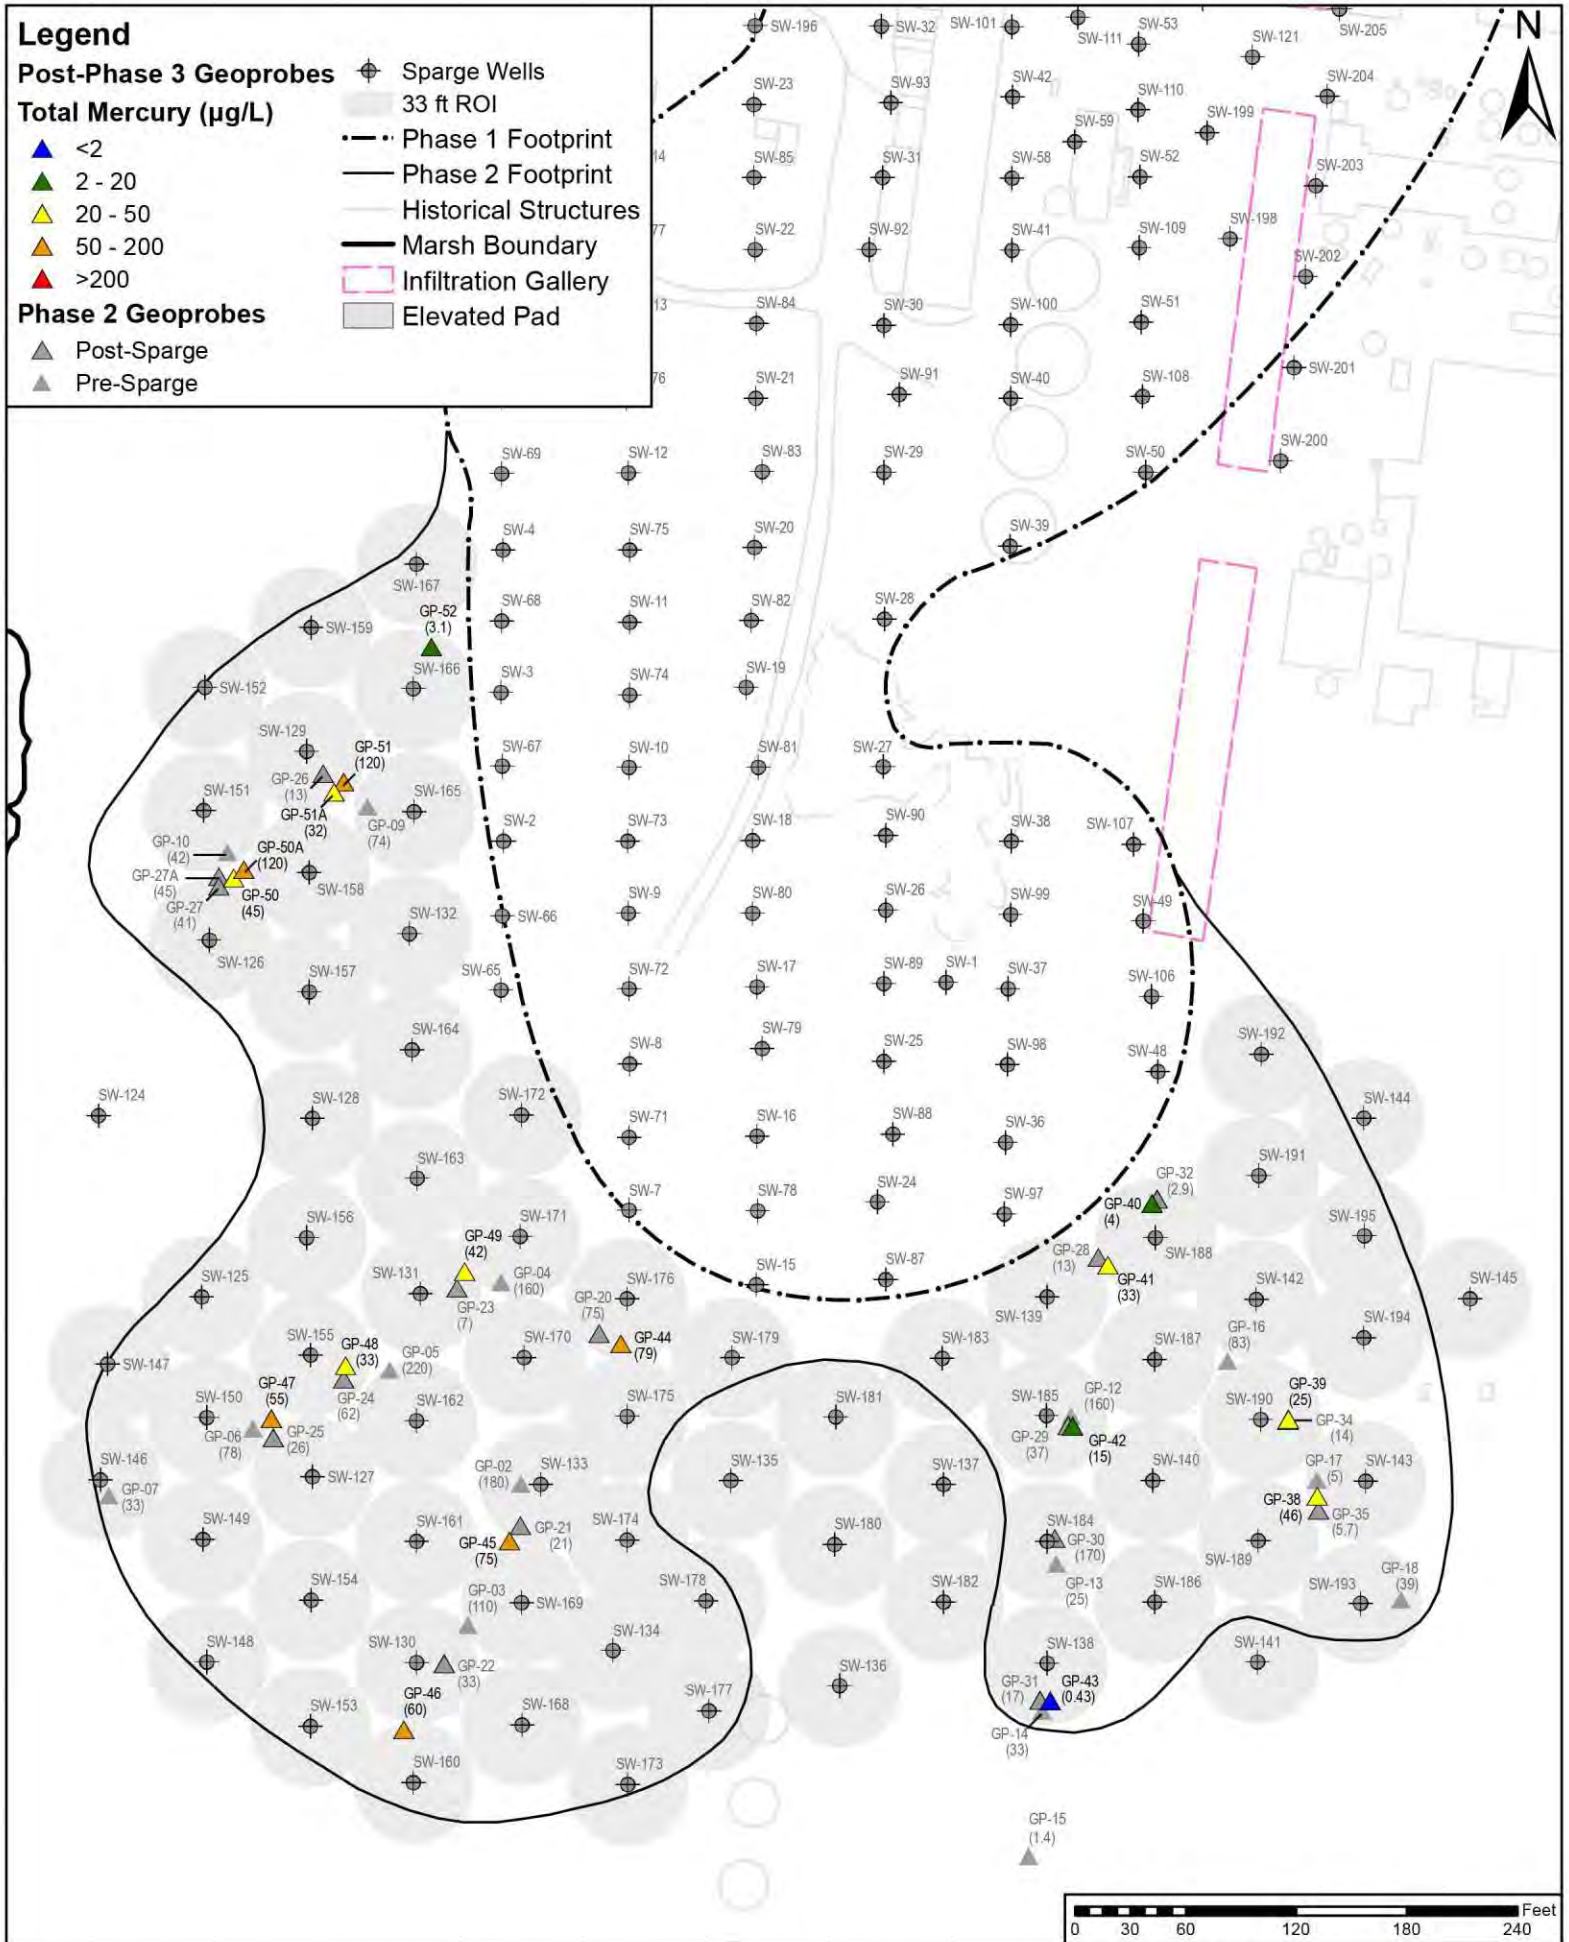 Legend
Post-Phase 3 Geoprobes
Total Mercury (µg/L)
<2
2 - 20
20 - 50
50 - 200
>200
Phase 2 Geoprobes
Post-Sparge
Pre-Sparge
Sparge Wells
33 ft ROI
Phase 1 Footprint
Phase 2 Footprint
Historical Structures
Marsh Boundary
Infiltration Gallery
Elevated Pad
N
SW-196
SW-32
SW-101
SW-111
SW-53
SW-121
SW-205
SW-23
SW-93
SW-42
SW-110
SW-204
SW-59
SW-199
14
SW-85
SW-31
SW-58
SW-52
SW-203
77
SW-22
SW-92
SW-41
SW-109
SW-198
SW-202
13
SW-84
SW-30
SW-100
SW-51
76
SW-21
SW-91
SW-40
SW-108
SW-201
SW-69
SW-12
SW-83
SW-29
SW-50
SW-200
SW-4
SW-75
SW-20
SW-39
SW-167
GP-52
(3.1)
SW-68
SW-11
SW-82
SW-28
SW-159
SW-166
SW-3
SW-74
SW-19
SW-152
SW-129
GP-51
(120)
SW-67
SW-10
SW-81
SW-27
GP-26
(13)
SW-151
GP-51A
(32)
GP-09
(74)
SW-165
SW-2
SW-73
SW-18
SW-90
SW-38
SW-107
GP-10
(42)
GP-50A
(120)
GP-27A
(45)
GP-50
(45)
GP-27
(41)
SW-158
SW-132
SW-66
SW-9
SW-80
SW-26
SW-99
SW-49
SW-126
SW-157
SW-65
SW-72
SW-17
SW-89
SW-1
SW-37
SW-106
SW-164
SW-8
SW-79
SW-25
SW-98
SW-48
SW-192
SW-124
SW-128
SW-172
SW-71
SW-16
SW-88
SW-36
SW-144
SW-163
SW-7
SW-78
SW-24
SW-97
GP-32
(2.9)
GP-40
(4)
SW-191
SW-156
GP-49
(42)
SW-171
SW-188
SW-195
SW-125
SW-131
GP-23
(7)
GP-04
(160)
GP-20
(75)
SW-176
SW-15
SW-87
GP-28
(13)
GP-41
(33)
SW-139
SW-142
SW-145
SW-155
GP-48
(33)
GP-05
(220)
SW-170
GP-44
(79)
SW-179
SW-183
SW-187
GP-16
(83)
SW-194
SW-147
SW-150
GP-47
(55)
GP-24
(62)
SW-162
SW-175
SW-181
SW-185
GP-12
(160)
GP-29
(37)
GP-42
(15)
SW-190
GP-39
(25)
GP-34
(14)
GP-06
(78)
GP-25
(26)
SW-146
GP-07
(33)
SW-127
GP-02
(180)
SW-133
SW-135
SW-137
SW-140
GP-17
(5)
SW-143
GP-38
(46)
GP-35
(5.7)
SW-149
SW-161
GP-45
(75)
GP-21
(21)
SW-174
SW-180
SW-184
GP-30
(170)
SW-189
SW-154
GP-03
(110)
SW-169
SW-178
SW-182
GP-13
(25)
SW-186
SW-193
GP-18
(39)
SW-148
SW-130
GP-22
(33)
SW-134
SW-136
SW-138
SW-141
SW-153
GP-46
(60)
SW-168
SW-177
GP-31
(17)
GP-43
(0.43)
GP-14
(33)
SW-160
SW-173
GP-15
(1.4)
Feet
0 30 60 120 180 240